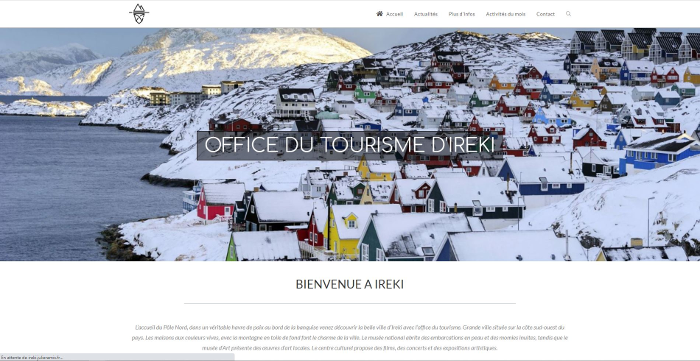 Accueil Actualités Plus d'infos Activités du mois Contact
OFFICE DU TOURISME D'IREKI
BIENVENUE A IREKI
L'accueil du Pôle Nord, dans un véritable havre de paix au bord de la banquise venez découvrir la belle ville d'Ireki avec l'office du tourisme. Grande ville située sur la côte sud-ouest du
pays. Les maisons aux couleurs vives, avec sa montagne en toile de fond font le charme de la ville. Le musée national abrite des embarcations en peau et des momies inuites, tandis que le
musée d'Art présente des œuvres d'art locales. Le centre culturel propose des films, des concerts et des expositions artistiques.
En attente de